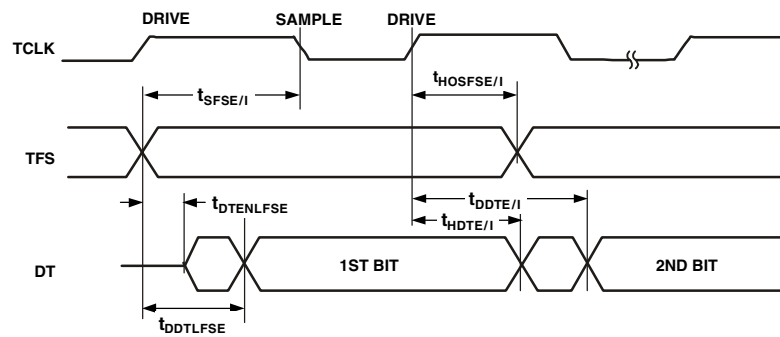 DRIVE SAMPLE DRIVE
TCLK
tSFSE/I
tHOSFSE/I
TFS
tDTENLFSE
tDDTE/I
tHDTE/I
DT
1ST BIT
2ND BIT
tDDTLFSE